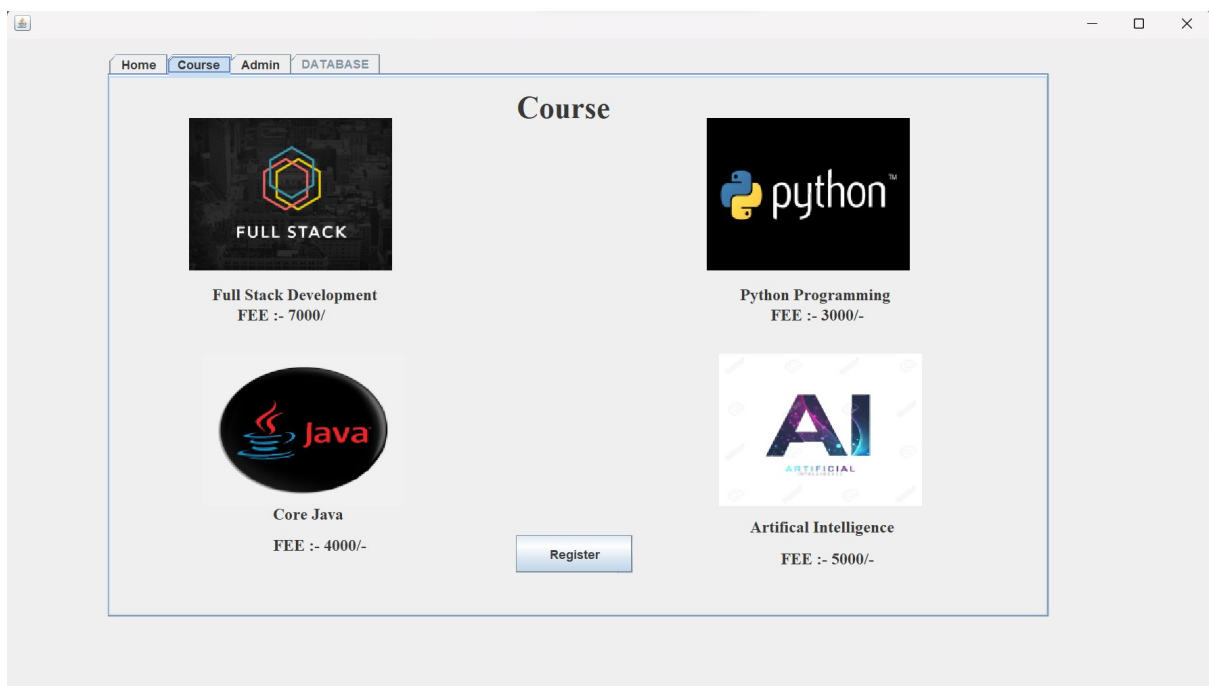 Home Course Admin DATABASE
Course
FULL STACK
python™
Full Stack Development
FEE :- 7000/
Python Programming
FEE :- 3000/-
Java
AI
ARTIFICIAL
INTELLIGENCE
Core Java
FEE :- 4000/-
Artifical Intelligence
FEE :- 5000/-
Register